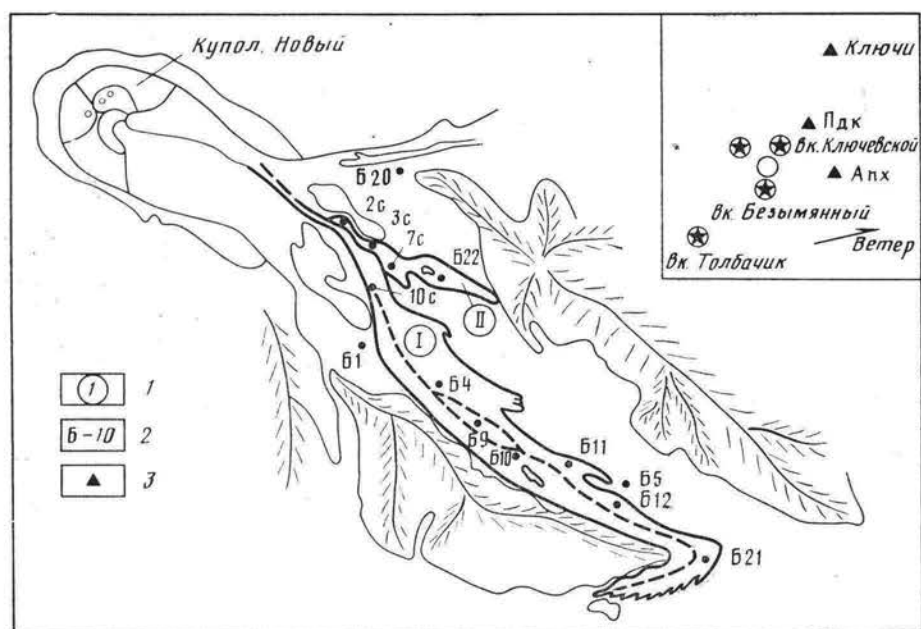 Купол. Новый
Ключи
Пдк
Вк. Ключевской
Апх
Вк. Безымянный
Ветер
Вк. Толбачик
Б20
2с
3с
7с
Б22
10с
II
I
Б1
Б4
Б9
Б10
Б11
Б5
Б12
Б21
1 1
Б-10 2
3